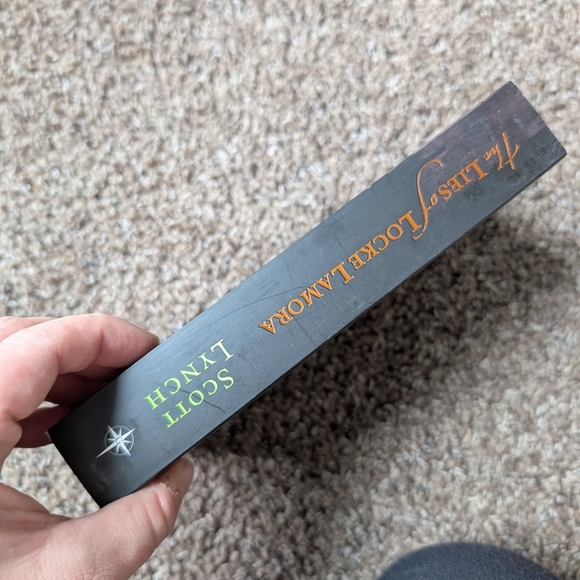 The LIES of LOCKE LAMORA
SCOTT
LYNCH